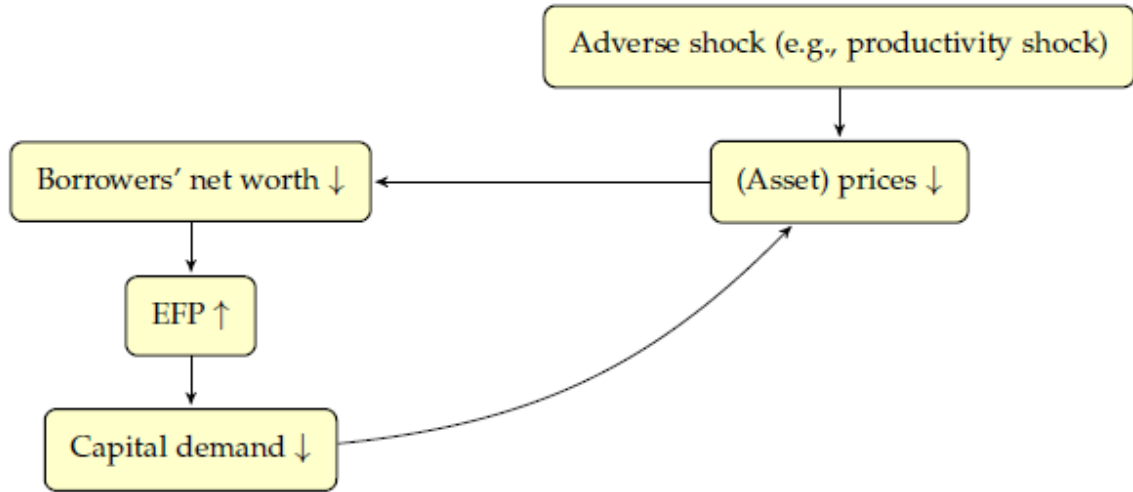 Adverse shock (e.g., productivity shock)
Borrowers' net worth ↓
(Asset) prices ↓
EFP ↑
Capital demand ↓